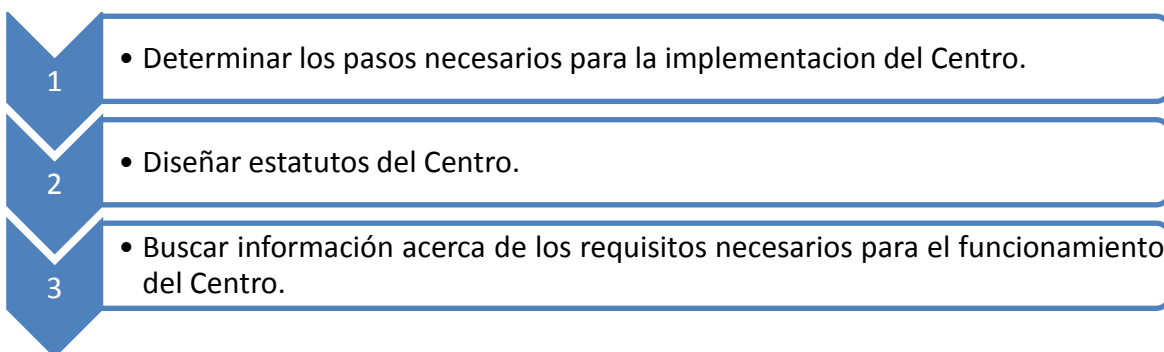 1
• Determinar los pasos necesarios para la implementacion del Centro.
2
• Diseñar estatutos del Centro.
3
• Buscar información acerca de los requisitos necesarios para el funcionamiento
del Centro.